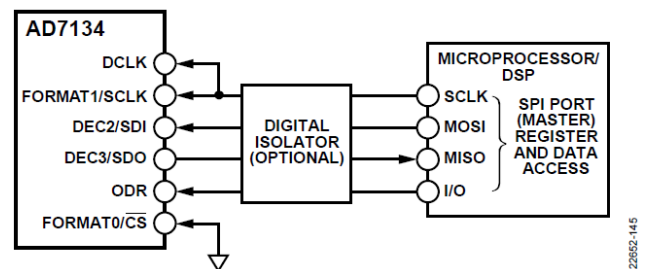 AD7134
DCLK
FORMAT1/SCLK
DEC2/SDI
DEC3/SDO
ODR
FORMAT0/CS
DIGITAL
ISOLATOR
(OPTIONAL)
MICROPROCESSOR/
DSP
SCLK
MOSI
MISO
I/O
SPI PORT
(MASTER)
REGISTER
AND DATA
ACCESS
22652-145